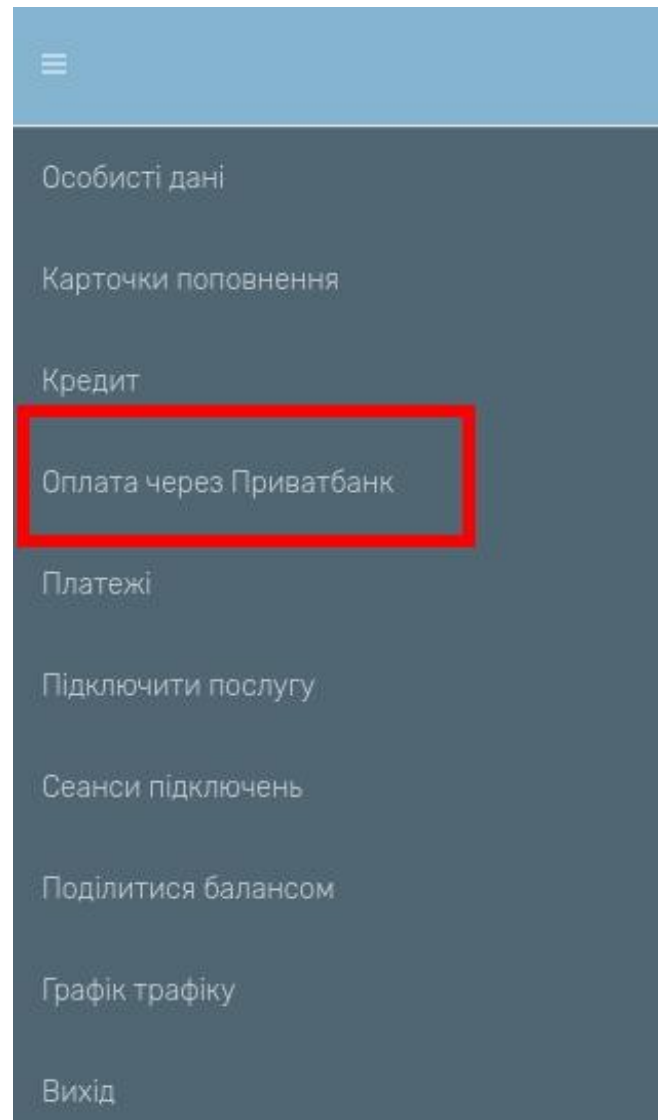 Особисті дані
Карточки поповнення
Кредит
Оплата через Приватбанк
Платежі
Підключити послугу
Сеанси підключень
Поділитися балансом
Графік трафіку
Вихід